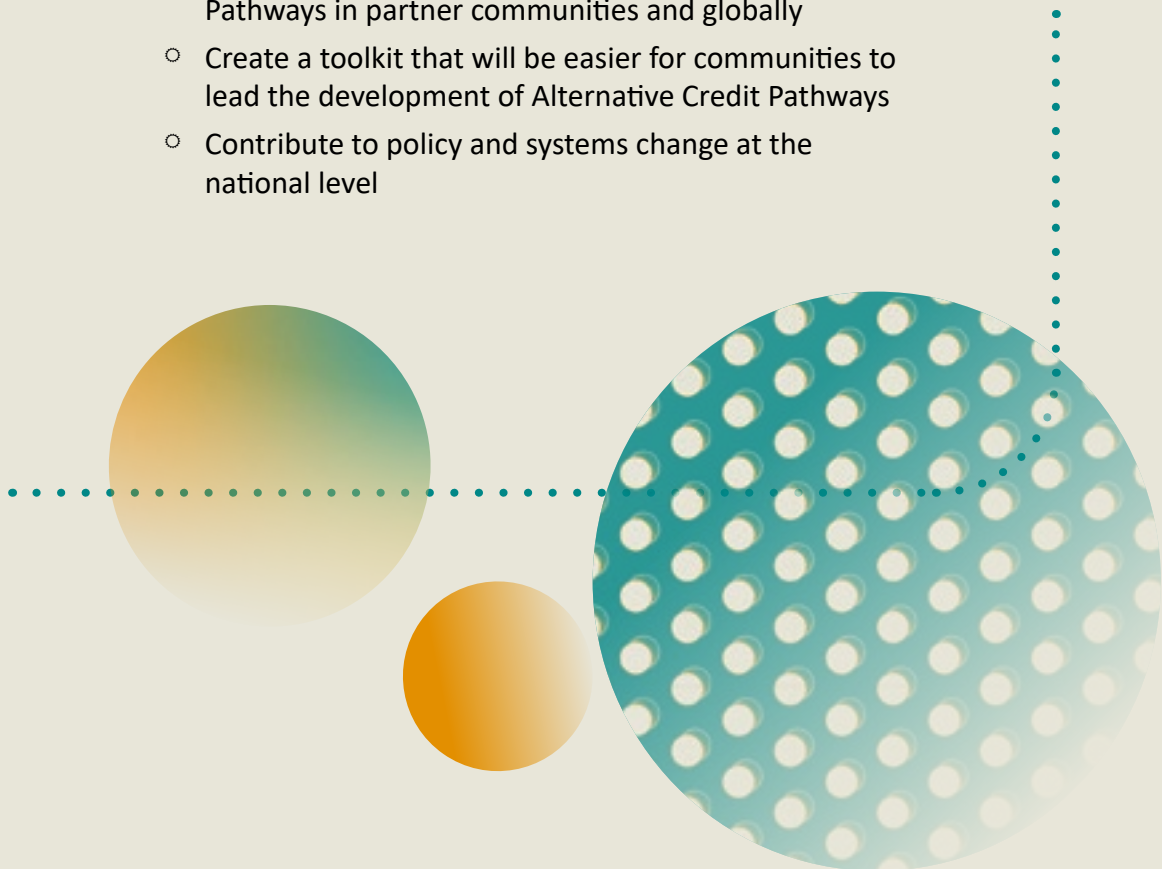 Pathways in partner communities and globally
Create a toolkit that will be easier for communities to
lead the development of Alternative Credit Pathways
Contribute to policy and systems change at the
national level